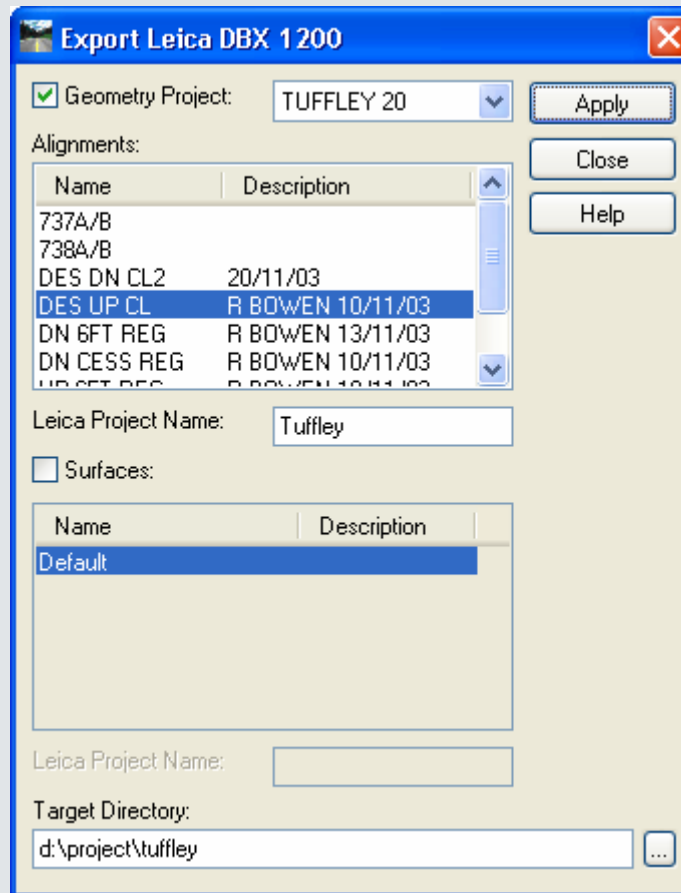 Export Leica DBX 1200
Geometry Project: TUFFLEY 20
Apply
Alignments:
Close
Name Description
Help
737A/B
738A/B
DES DN CL2 20/11/03
DES UP CL R BOWEN 10/11/03
DN 6FT REG R BOWEN 13/11/03
DN CESS REG R BOWEN 10/11/03
Leica Project Name: Tuffley
Surfaces:
Name Description
Default
Leica Project Name:
Target Directory:
d:\project\tuffley
...